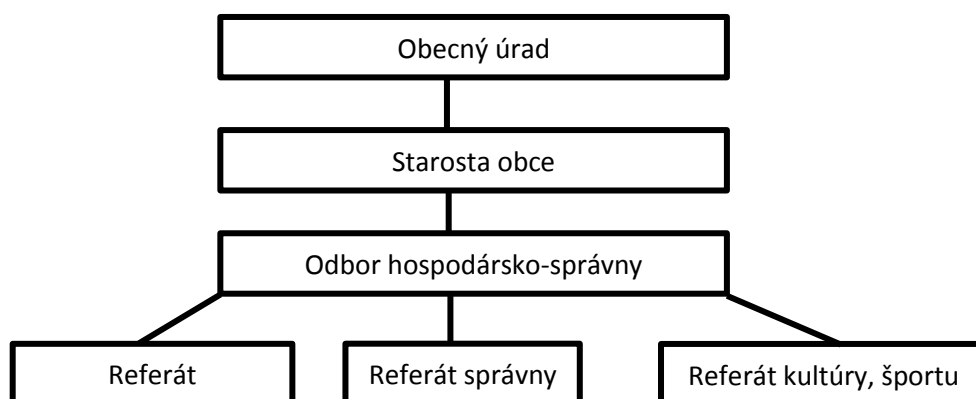 Obecný úrad
Starosta obce
Odbor hospodársko-správny
Referát
Referát správny
Referát kultúry, športu